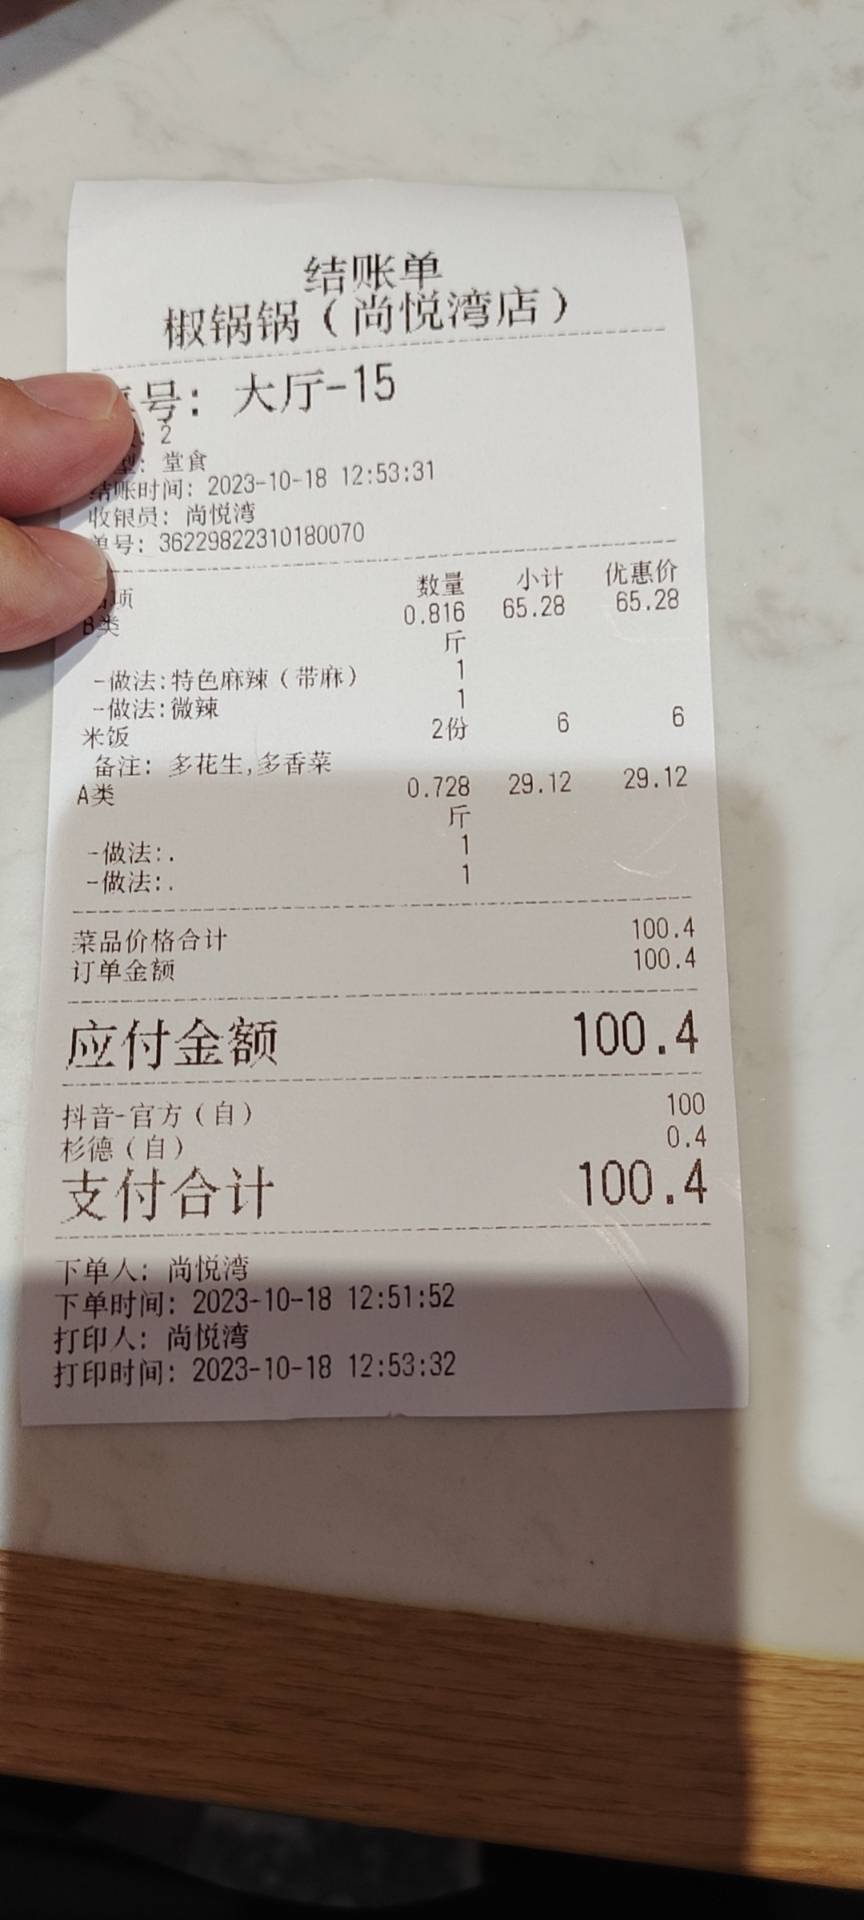 结账单
椒锅锅（尚悦湾店）
号: 大厅-15
: 2
型: 堂食
结账时间: 2023-10-18 12:53:31
收银员: 尚悦湾
单号: 36229822310180070
项 数量 小计 优惠价
B类 0.816 65.28 65.28
斤
-做法:特色麻辣（带麻） 1
-做法:微辣 1
米饭 2份 6 6
备注: 多花生,多香菜
A类 0.728 29.12 29.12
斤
-做法:. 1
-做法:. 1
菜品价格合计 100.4
订单金额 100.4
应付金额 100.4
抖音-官方（自） 100
杉德（自） 0.4
支付合计 100.4
下单人: 尚悦湾
下单时间: 2023-10-18 12:51:52
打印人: 尚悦湾
打印时间: 2023-10-18 12:53:32